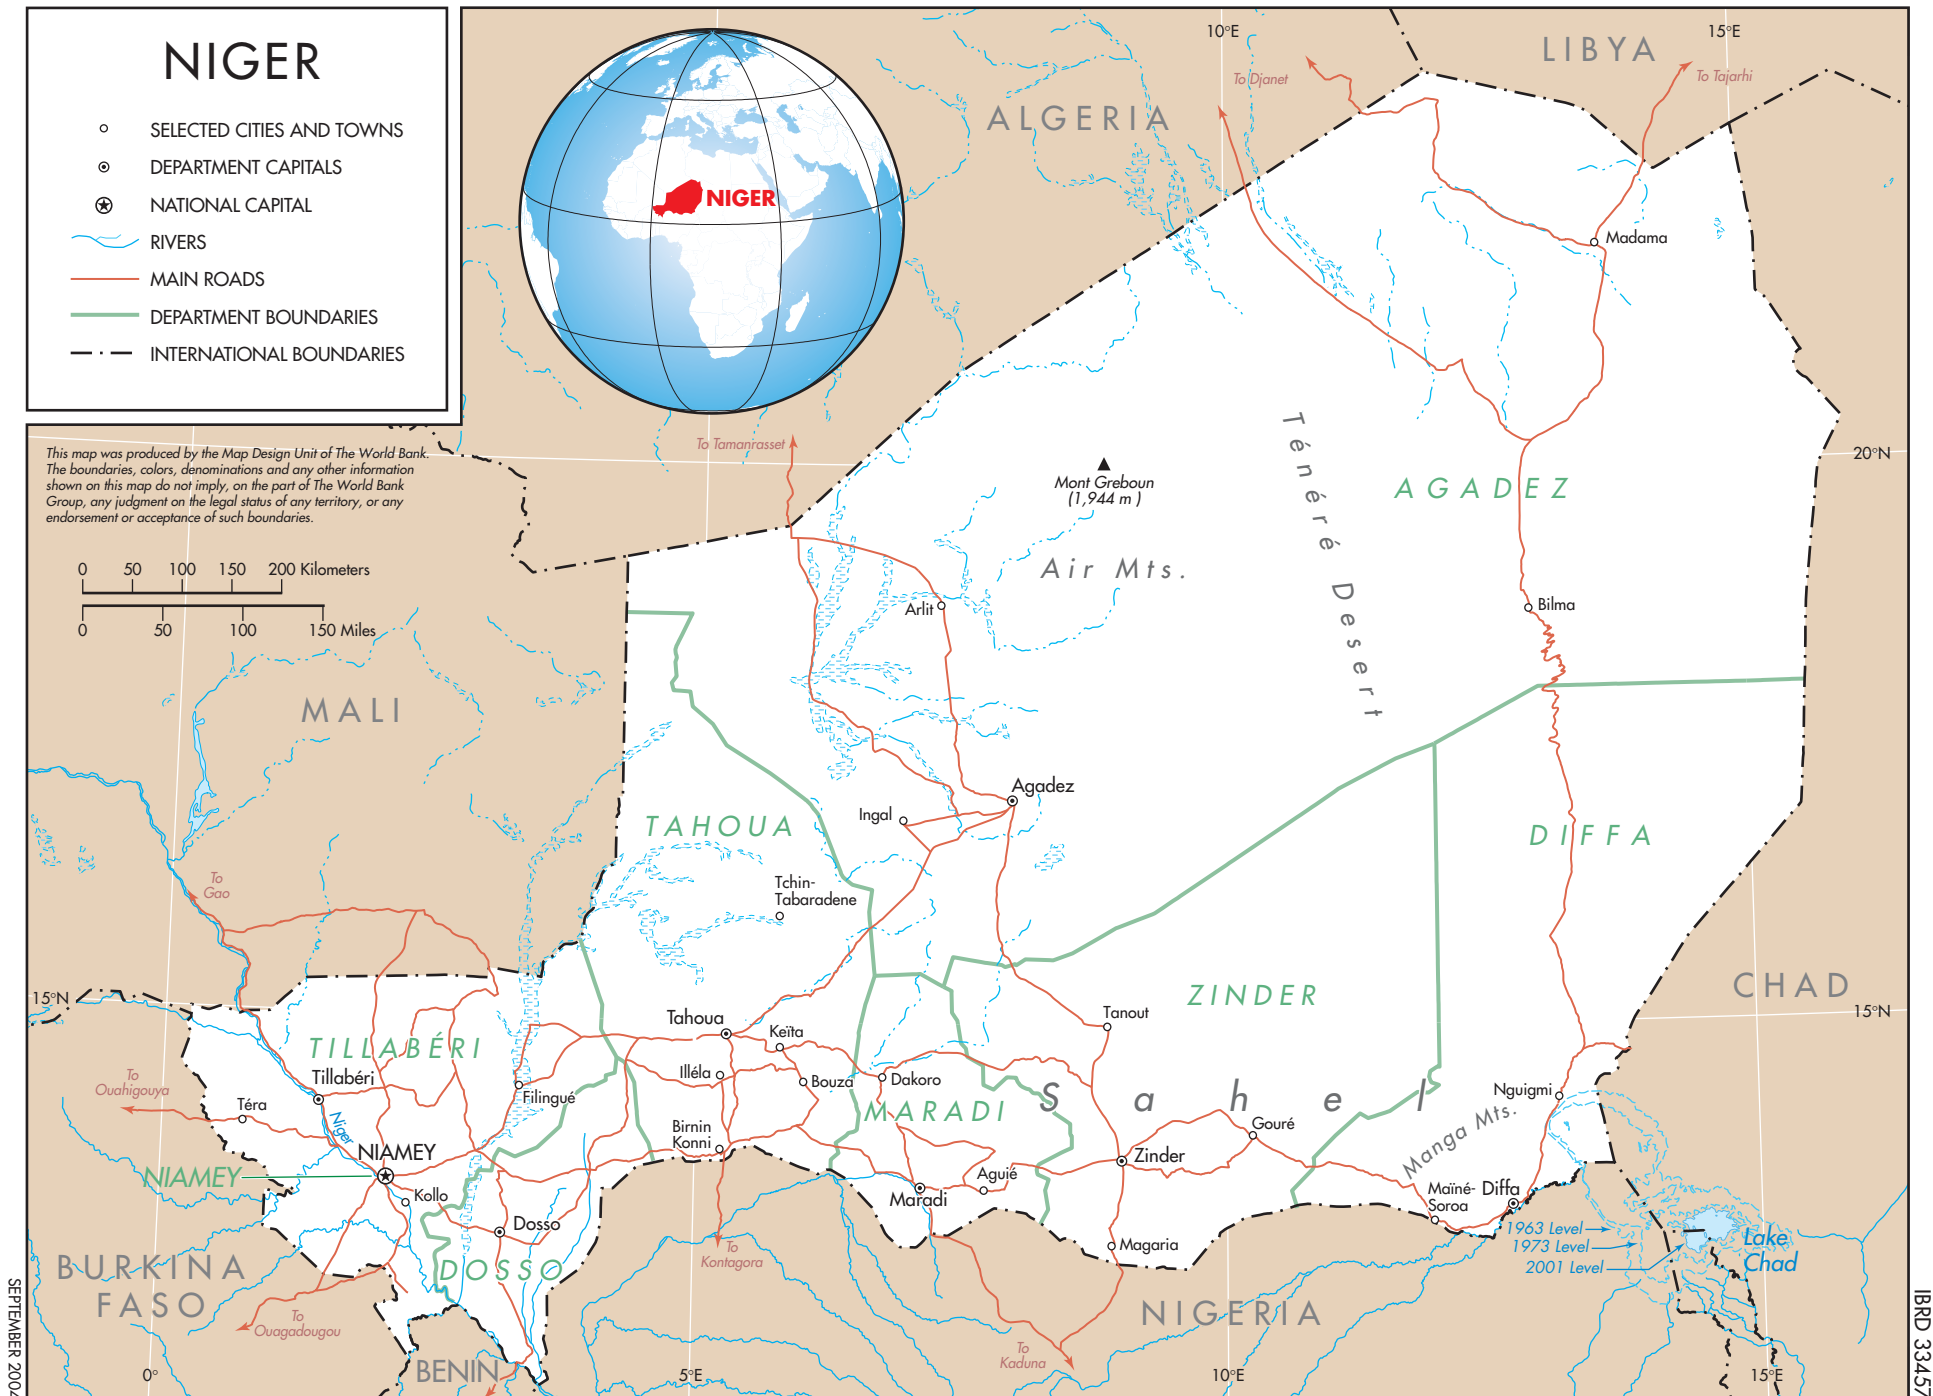 NIGER
SELECTED CITIES AND TOWNS
DEPARTMENT CAPITALS
NATIONAL CAPITAL
RIVERS
MAIN ROADS
DEPARTMENT BOUNDARIES
INTERNATIONAL BOUNDARIES
NIGER
This map was produced by the Map Design Unit of The World Bank.
The boundaries, colors, denominations and any other information
shown on this map do not imply, on the part of The World Bank
Group, any judgment on the legal status of any territory, or any
endorsement or acceptance of such boundaries.
0 50 100 150 200 Kilometers
0 50 100 150 Miles
10°E
15°E
LIBYA
To Djanet
To Tajarhi
ALGERIA
Madama
To Tamanrasset
20°N
Mont Greboun
(1,944 m )
Ténéré Desert
AGADEZ
Air Mts.
Arlit
Bilma
MALI
Agadez
Ingal
TAHOUA
DIFFA
Tchin-
Tabaradene
To
Gao
CHAD
15°N
ZINDER
15°N
Tanout
Tahoua
Keïta
TILLABÉRI
Tillabéri
Illéla
Bouza
Dakoro
Filingué
To
Ouahigouya
Téra
Niger
MARADI
Sahel
Nguigmi
Manga Mts.
Gouré
Birnin
Konni
NIAMEY
NIAMEY
Zinder
Aguié
Maradi
Kollo
Dosso
Maïné-
Soroa
Diffa
1963 Level
1973 Level
2001 Level
Lake
Chad
Magaria
To
Kontagora
DOSSO
BURKINA
FASO
To
Ouagadougou
NIGERIA
To
Kaduna
BENIN
0°
5°E
10°E
15°E
SEPTEMBER 2004
IBRD 33457